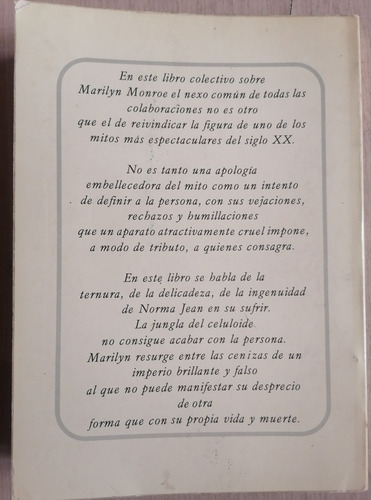 En este libro colectivo sobre
Marilyn Monroe el nexo común de todas las
colaboraciones no es otro
que el de reivindicar la figura de uno de los
mitos más espectaculares del siglo XX.
No es tanto una apología
embellecedora del mito como un intento
de definir a la persona, con sus vejaciones,
rechazos y humillaciones
que un aparato atractivamente cruel impone,
a modo de tributo, a quienes consagra.
En este libro se habla de la
ternura, de la delicadeza, de la ingenuidad
de Norma Jean en su sufrir.
La jungla del celuloide
no consigue acabar con la persona.
Marilyn resurge entre las cenizas de un
imperio brillante y falso
al que no puede manifestar su desprecio
de otra
forma que con su propia vida y muerte.